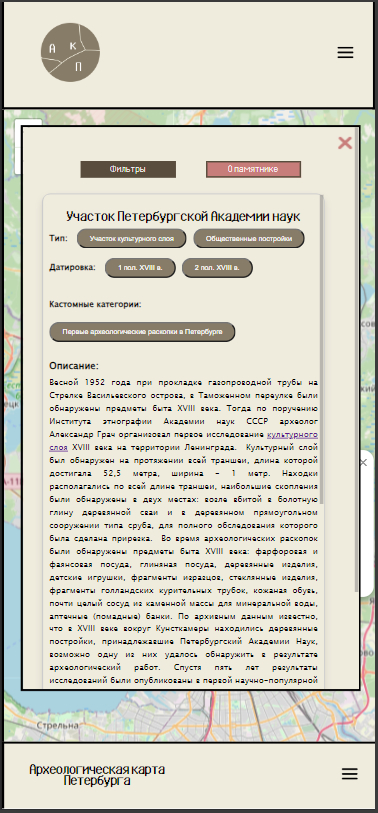 А К
П
Фильтры О памятнике
Участок Петербургской Академии наук
Тип: Участок культурного слоя Общественные постройки
Датировка: 1 пол. XVIII в. 2 пол. XVIII в.
Кастомные категории:
Первые археологические раскопки в Петербурге
Описание:
Весной 1952 года при прокладке газопроводной трубы на
Стрелке Васильевского острова, в Таможенном переулке были
обнаружены предметы быта XVIII века. Тогда по поручению
Института этнографии Академии наук СССР археолог
Александр Грач организовал первое исследование культурного
слоя XVIII века на территории Ленинграда. Культурный слой
был обнаружен на протяжении всей траншеи, длина которой
достигала 52,5 метра, ширина – 1 метр. Находки
располагались по всей длине траншеи, наибольшие скопления
были обнаружены в двух местах: возле вбитой в болотную
глину деревянной сваи и в деревянном прямоугольном
сооружении типа сруба, для полного обследования которого
была сделана прирезка. Во время археологических раскопок
были обнаружены предметы быта XVIII века: фарфоровая и
фаянсовая посуда, глиняная посуда, деревянные изделия,
детские игрушки, фрагменты изразцов, стеклянные изделия,
фрагменты голландских курительных трубок, кожаная обувь,
почти целый сосуд из каменной массы для минеральной воды,
аптечные (помадные) банки. По архивным данным известно,
что в XVIII веке вокруг Кунсткамеры находились деревянные
постройки, принадлежавшие Петербургский Академии Наук,
возможно одну из них удалось обнаружить в результате
археологический работ. Спустя пять лет результаты
исследований были опубликованы в первой научно-популярной
Стрельна
Археологическая карта
Петербурга